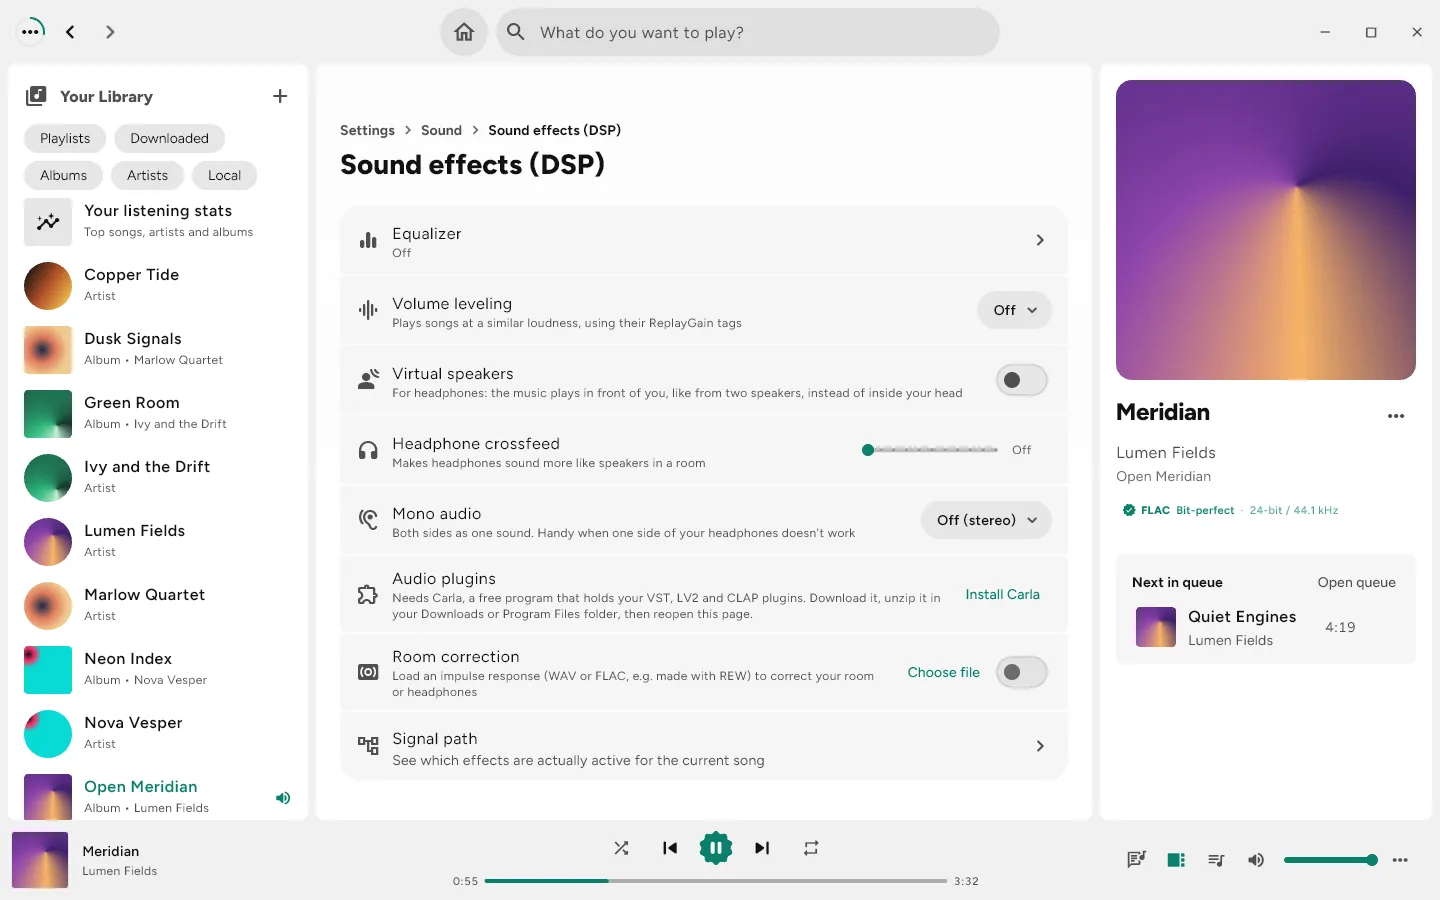 What do you want to play?
Your Library
Playlists
Downloaded
Albums
Artists
Local
Your listening stats
Top songs, artists and albums
Copper Tide
Artist
Dusk Signals
Album • Marlow Quartet
Green Room
Album • Ivy and the Drift
Ivy and the Drift
Artist
Lumen Fields
Artist
Marlow Quartet
Artist
Neon Index
Album • Nova Vesper
Nova Vesper
Artist
Open Meridian
Album • Lumen Fields
Settings > Sound > Sound effects (DSP)
Sound effects (DSP)
Equalizer
Off
Volume leveling
Plays songs at a similar loudness, using their ReplayGain tags
Off
Virtual speakers
For headphones: the music plays in front of you, like from two speakers, instead of inside your head
Headphone crossfeed
Makes headphones sound more like speakers in a room
Off
Mono audio
Both sides as one sound. Handy when one side of your headphones doesn't work
Off (stereo)
Audio plugins
Needs Carla, a free program that holds your VST, LV2 and CLAP plugins. Download it, unzip it in
your Downloads or Program Files folder, then reopen this page.
Install Carla
Room correction
Load an impulse response (WAV or FLAC, e.g. made with REW) to correct your room
or headphones
Choose file
Signal path
See which effects are actually active for the current song
Meridian
Lumen Fields
Open Meridian
FLAC Bit-perfect · 24-bit / 44.1 kHz
Next in queue
Open queue
Quiet Engines
Lumen Fields
4:19
Meridian
Lumen Fields
0:55
3:32